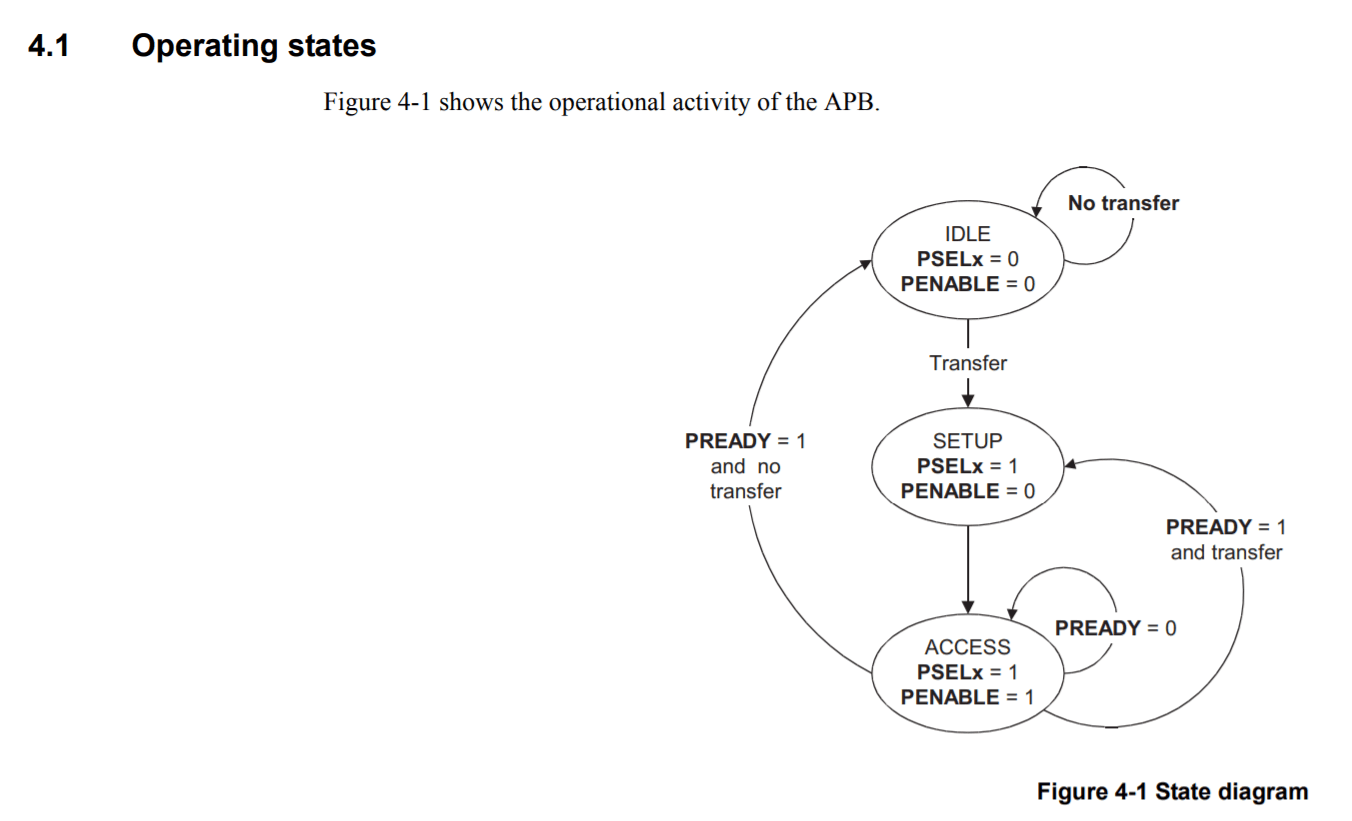 4.1 Operating states
Figure 4-1 shows the operational activity of the APB.
No transfer
IDLE
PSELx = 0
PENABLE = 0
Transfer
PREADY = 1
and no
transfer
SETUP
PSELx = 1
PENABLE = 0
PREADY = 1
and transfer
PREADY = 0
ACCESS
PSELx = 1
PENABLE = 1
Figure 4-1 State diagram